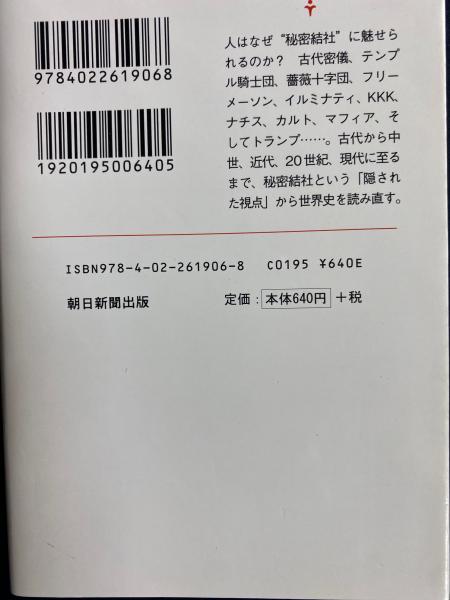 人はなぜ“秘密結社”に魅せら
れるのか？　古代密儀、テンプ
ル騎士団、薔薇十字団、フリー
メーソン、イルミナティ、KKK、
ナチス、カルト、マフィア、そ
してトランプ……。古代から中
世、近代、20世紀、現代に至る
まで、秘密結社という「隠され
た視点」から世界史を読み直す。
9784022619068
1920195006405
ISBN978-4-02-261906-8　C0195 ¥640E
朝日新聞出版　定価：本体640円＋税